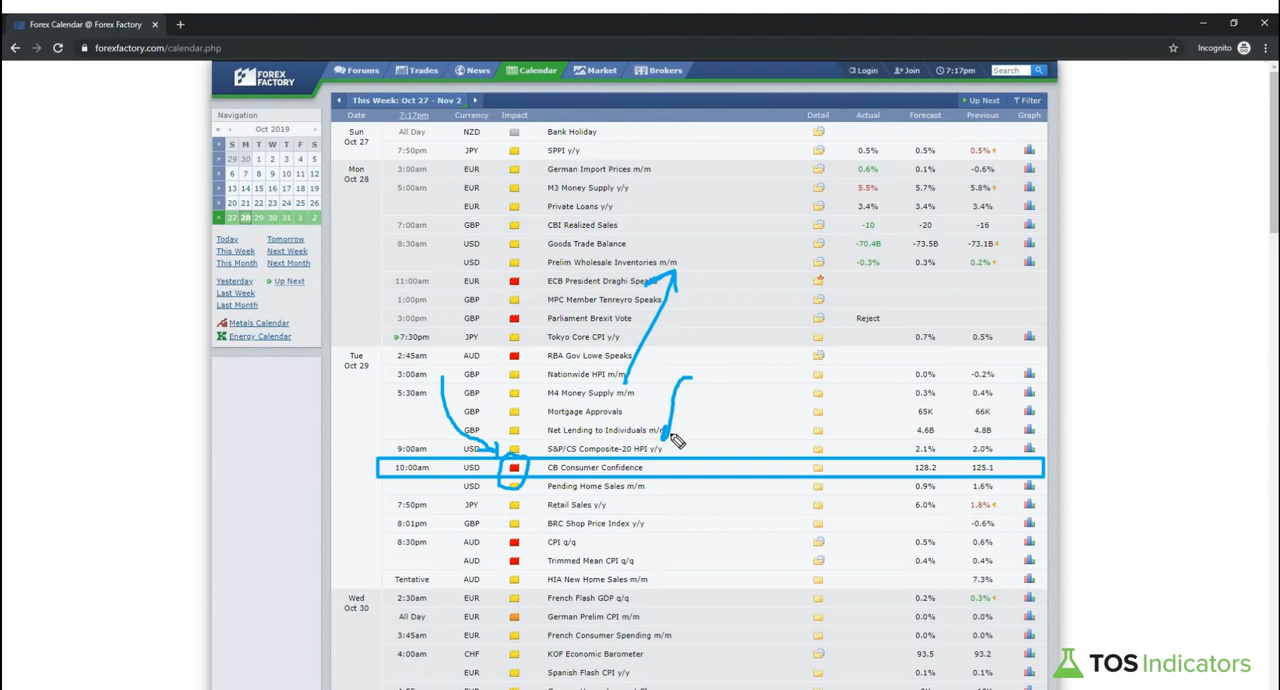 Forex Calendar @ Forex Factory
forexfactory.com/calendar.php Incognito
FOREX FACTORY Forums Trades News Calendar Market Brokers Login Join 7:17pm Search
Navigation
Oct 2019
S M T W T F S
29 30 1 2 3 4 5
6 7 8 9 10 11 12
13 14 15 16 17 18 19
20 21 22 23 24 25 26
27 28 29 30 31 1 2
Today Tomorrow
This Week Next Week
This Month Next Month
Yesterday Up Next
Last Week
Last Month
Metals Calendar
Energy Calendar
This Week: Oct 27 - Nov 2 Up Next Filter
Date 7:17pm Currency Impact Detail Actual Forecast Previous Graph
Sun Oct 27 All Day NZD Bank Holiday
7:50pm JPY SPPI y/y 0.5% 0.5% 0.5%
Mon Oct 28 3:00am EUR German Import Prices m/m 0.6% 0.1% -0.6%
5:00am EUR M3 Money Supply y/y 5.5% 5.7% 5.8%
EUR Private Loans y/y 3.4% 3.4% 3.4%
7:00am GBP CBI Realized Sales -10 -20 -16
8:30am USD Goods Trade Balance -70.4B -73.5B -73.1B
USD Prelim Wholesale Inventories m/m -0.3% 0.3% 0.2%
11:00am EUR ECB President Draghi Speaks
1:00pm GBP MPC Member Tenreyro Speaks
3:00pm GBP Parliament Brexit Vote Reject
7:30pm JPY Tokyo Core CPI y/y 0.7% 0.5%
Tue Oct 29 2:45am AUD RBA Gov Lowe Speaks
3:00am GBP Nationwide HPI m/m 0.0% -0.2%
5:30am GBP M4 Money Supply m/m 0.3% 0.4%
GBP Mortgage Approvals 65K 66K
GBP Net Lending to Individuals m/m 4.6B 4.8B
9:00am USD S&P/CS Composite-20 HPI y/y 2.1% 2.0%
10:00am USD CB Consumer Confidence 128.2 125.1
USD Pending Home Sales m/m 0.9% 1.6%
7:50pm JPY Retail Sales y/y 6.0% 1.8%
8:01pm GBP BRC Shop Price Index y/y -0.6%
8:30pm AUD CPI q/q 0.5% 0.6%
AUD Trimmed Mean CPI q/q 0.4% 0.4%
Tentative AUD HIA New Home Sales m/m 7.3%
Wed Oct 30 2:30am EUR French Flash GDP q/q 0.2% 0.3%
All Day EUR German Prelim CPI m/m 0.0% 0.0%
3:45am EUR French Consumer Spending m/m 0.0% 0.0%
4:00am CHF KOF Economic Barometer 93.5 93.2
EUR Spanish Flash CPI y/y 0.1% 0.1%
TOS Indicators